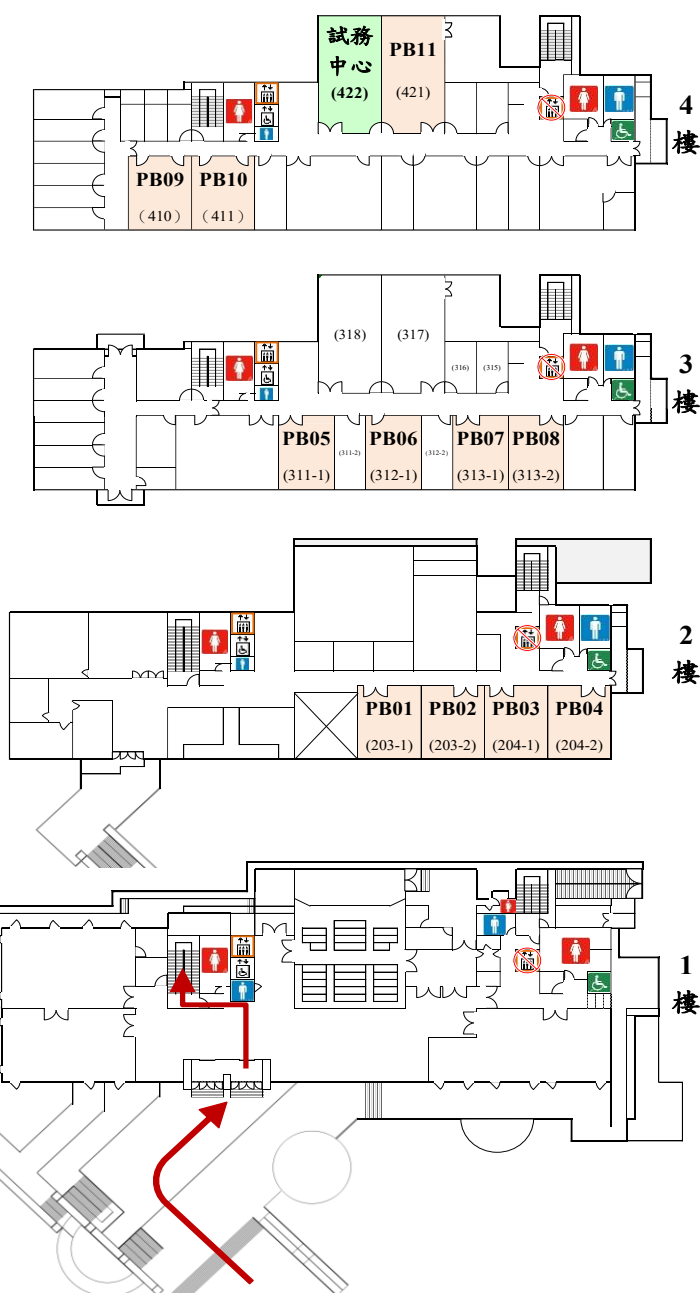 試務
中心
(422)
PB11
(421)
4
樓
PB09
（410）
PB10
（411）
(318)
(317)
(316)
(315)
3
樓
PB05
(311-1)
(311-2)
PB06
(312-1)
(312-2)
PB07
(313-1)
PB08
(313-2)
2
樓
PB01
(203-1)
PB02
(203-2)
PB03
(204-1)
PB04
(204-2)
1
樓